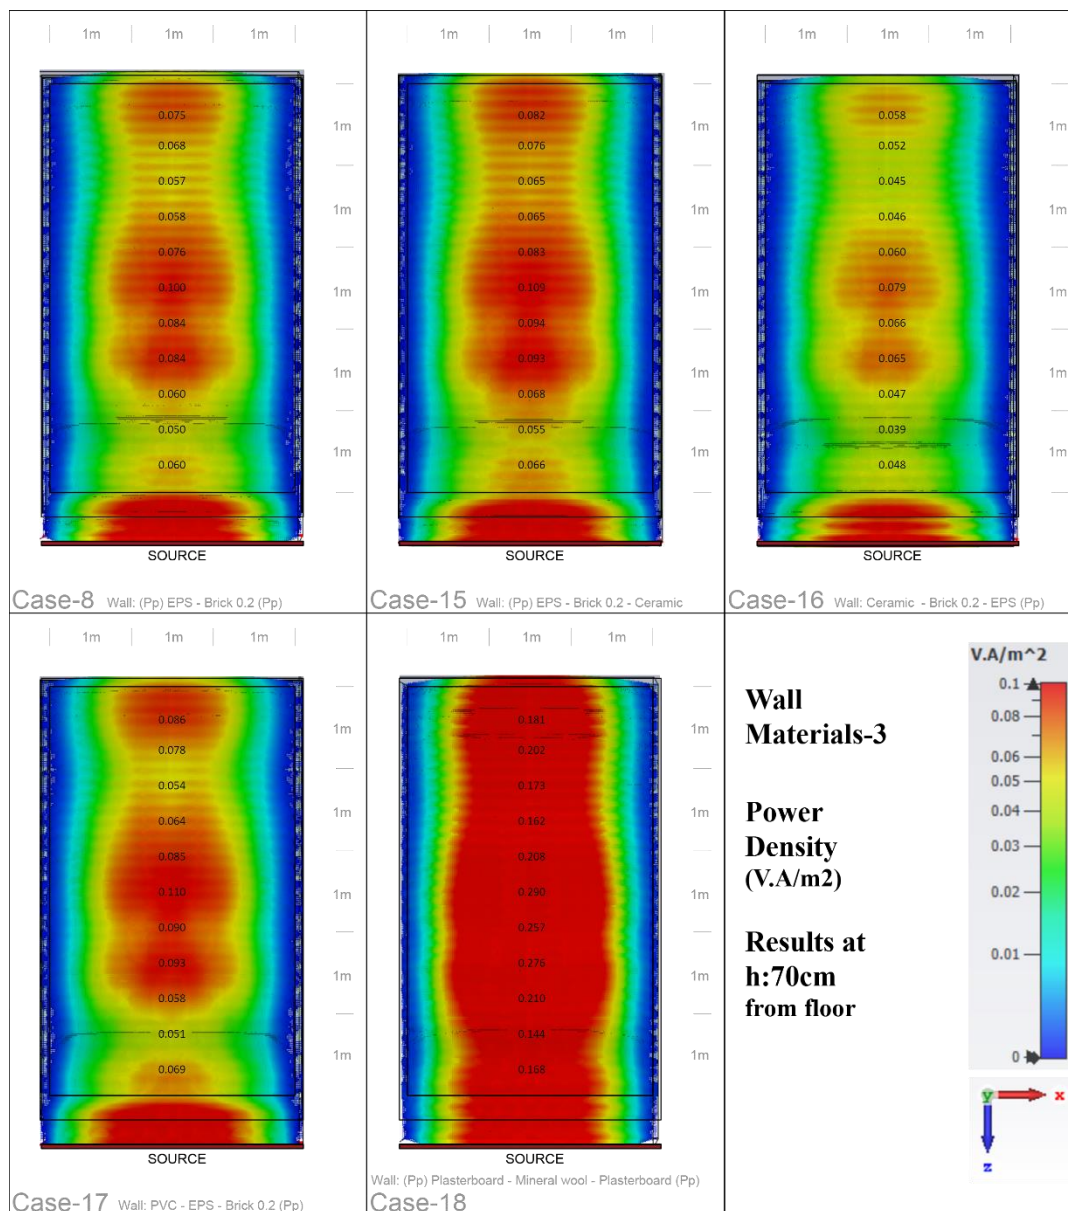 1m 1m 1m
0.075
1m
0.068
0.057
0.058
1m
0.076
0.100
1m
0.084
0.084
1m
0.060
0.050
1m
0.060
SOURCE
Case-8 Wall: (Pp) EPS - Brick 0.2 (Pp)
1m 1m 1m
0.082
1m
0.076
0.065
0.065
1m
0.083
0.109
1m
0.094
0.093
1m
0.068
0.055
1m
0.066
SOURCE
Case-15 Wall: (Pp) EPS - Brick 0.2 - Ceramic
1m 1m 1m
0.058
1m
0.052
0.045
0.046
1m
0.060
0.079
1m
0.066
0.065
1m
0.047
0.039
1m
0.048
SOURCE
Case-16 Wall: Ceramic - Brick 0.2 - EPS (Pp)
1m 1m 1m
0.086
1m
0.078
0.054
1m
0.064
0.085
0.110
1m
0.090
0.093
1m
0.058
0.051
1m
0.069
SOURCE
Case-17 Wall: PVC - EPS - Brick 0.2 (Pp)
1m 1m 1m
0.181
1m
0.202
0.173
1m
0.162
0.208
0.290
1m
0.257
0.276
1m
0.210
0.144
1m
0.168
SOURCE
Wall: (Pp) Plasterboard - Mineral wool - Plasterboard (Pp)
Case-18
Wall
Materials-3
Power
Density
(V.A/m2)
Results at
h:70cm
from floor
V.A/m^2
0.1
0.08
0.06
0.05
0.04
0.03
0.02
0.01
0
y x
z